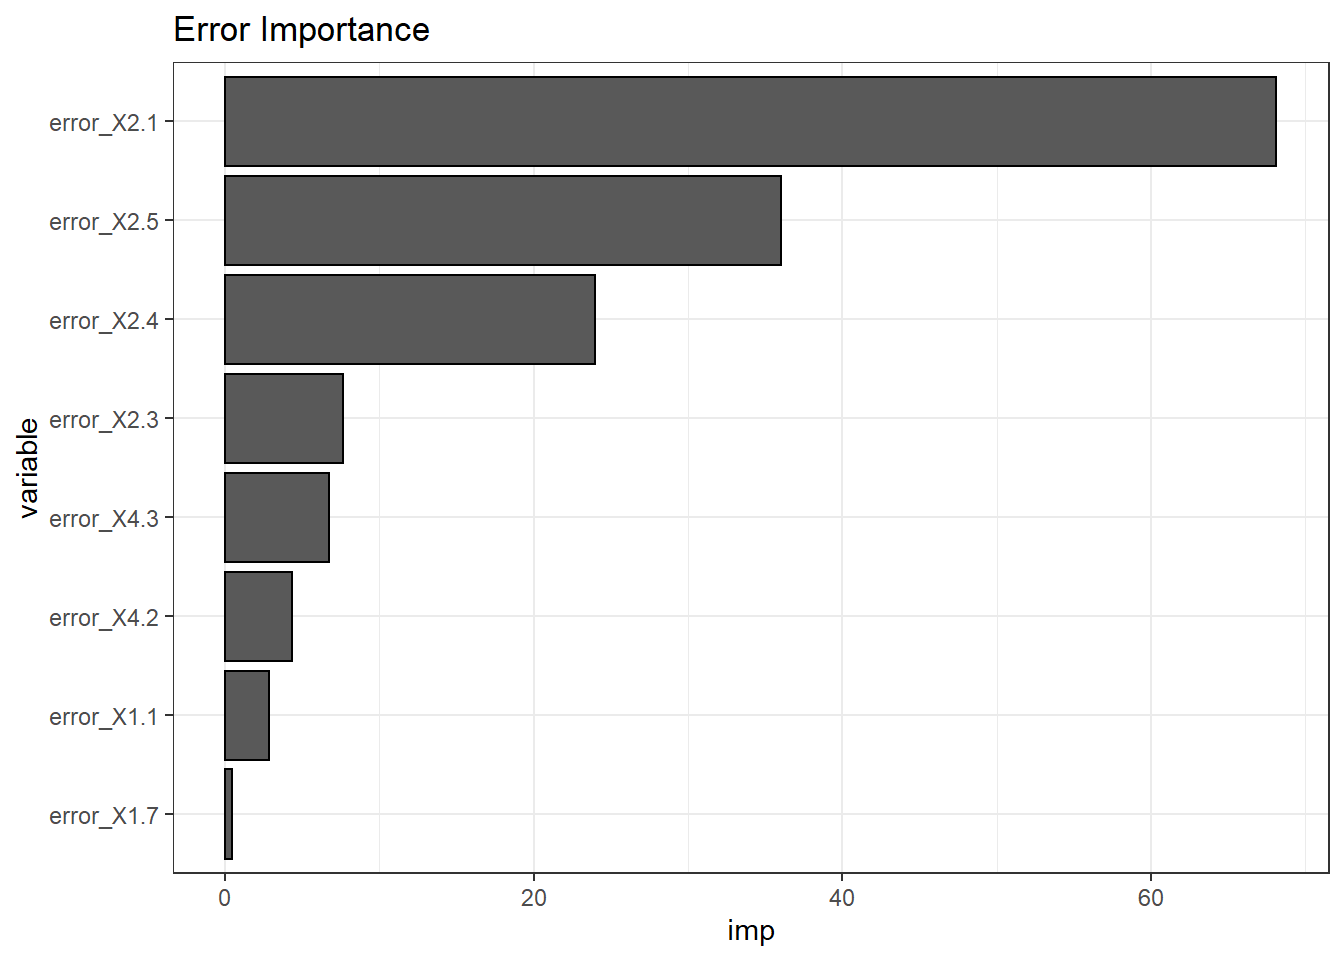 Error Importance
variable
error_X2.1
error_X2.5
error_X2.4
error_X2.3
error_X4.3
error_X4.2
error_X1.1
error_X1.7
0 20 40 60
imp